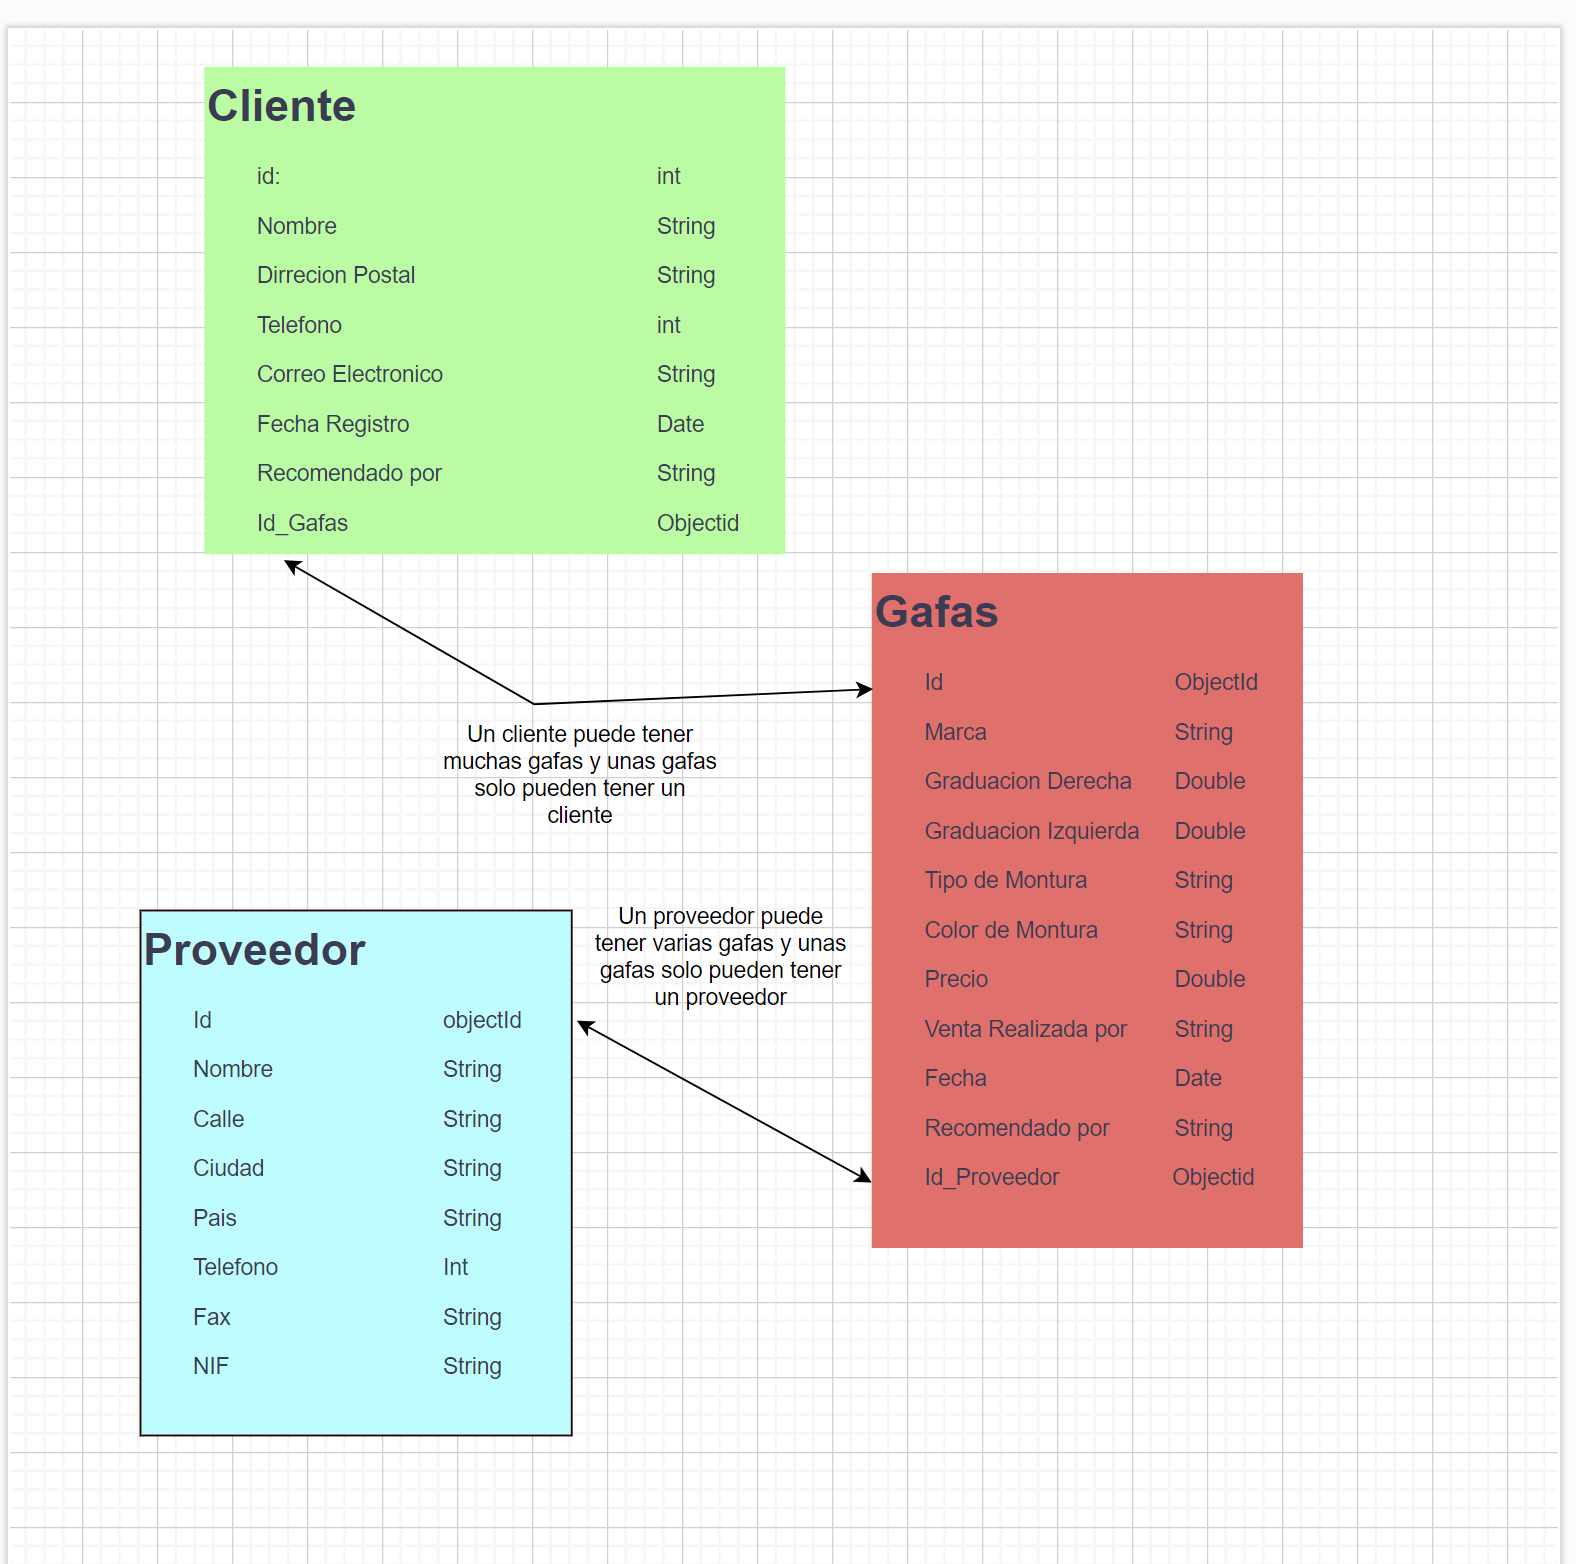 Cliente
id: int
Nombre String
Dirrecion Postal String
Telefono int
Correo Electronico String
Fecha Registro Date
Recomendado por String
Id_Gafas Objectid
Un cliente puede tener
muchas gafas y unas gafas
solo pueden tener un
cliente
Gafas
Id ObjectId
Marca String
Graduacion Derecha Double
Graduacion Izquierda Double
Tipo de Montura String
Color de Montura String
Precio Double
Venta Realizada por String
Fecha Date
Recomendado por String
Id_Proveedor Objectid
Un proveedor puede
tener varias gafas y unas
gafas solo pueden tener
un proveedor
Proveedor
Id objectId
Nombre String
Calle String
Ciudad String
Pais String
Telefono Int
Fax String
NIF String